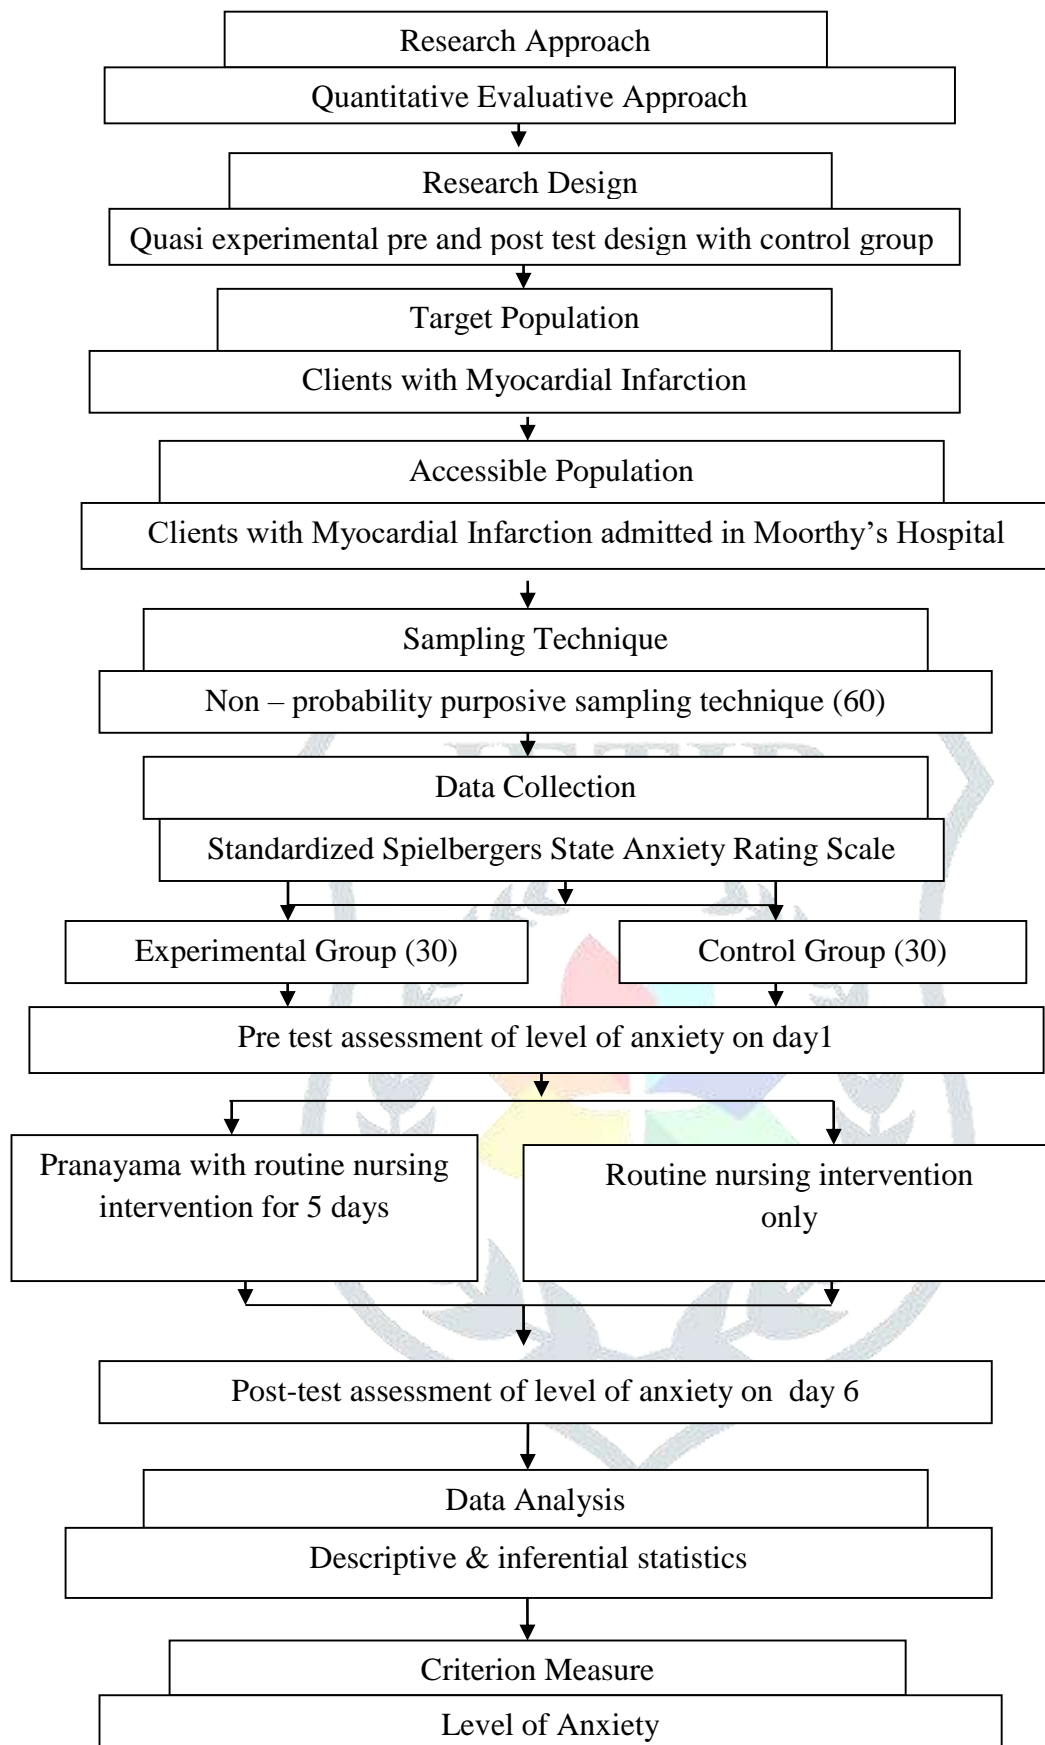 Research Approach
Quantitative Evaluative Approach
Research Design
Quasi experimental pre and post test design with control group
Target Population
Clients with Myocardial Infarction
Accessible Population
Clients with Myocardial Infarction admitted in Moorthy’s Hospital
Sampling Technique
Non – probability purposive sampling technique (60)
JETIR
Data Collection
Standardized Spielbergers State Anxiety Rating Scale
Experimental Group (30)
Control Group (30)
Pre test assessment of level of anxiety on day1
Pranayama with routine nursing
intervention for 5 days
Routine nursing intervention
only
Post-test assessment of level of anxiety on  day 6
Data Analysis
Descriptive & inferential statistics
Criterion Measure
Level of Anxiety